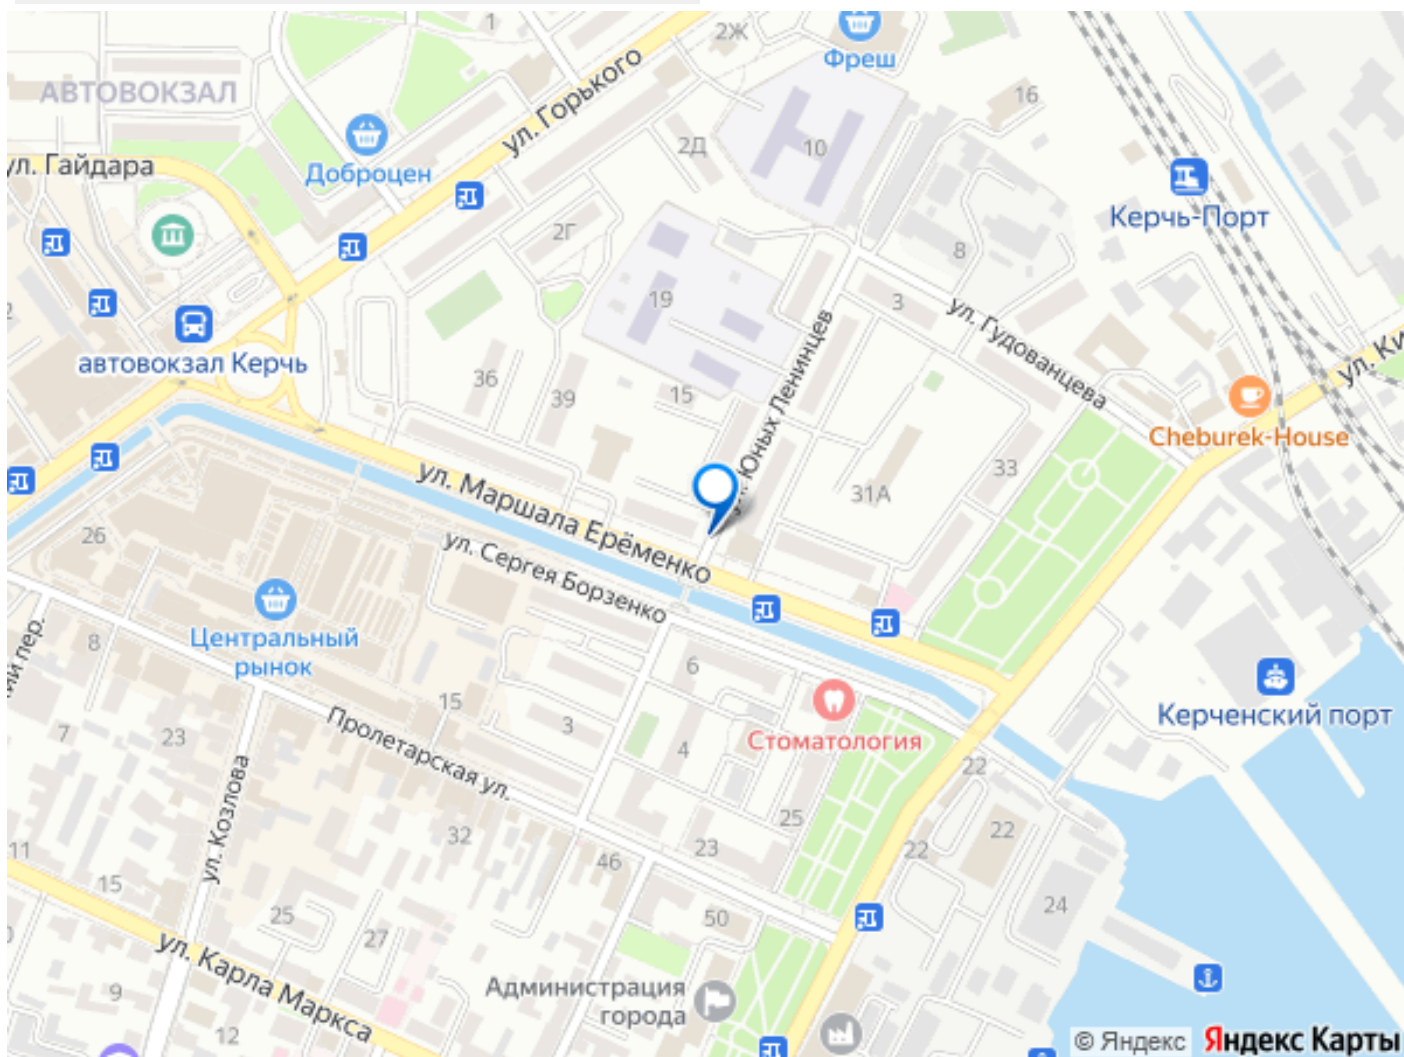 1
2Ж
Фреш
АВТОВОКЗАЛ
ул. Горького
16
2Д
10
Доброцен
ул. Гайдара
Керчь-Порт
2Г
8
19
3
ул. Гудованцева
ул. Юных Ленинцев
автовокзал Керчь
36
39
15
Cheburek-House
33
31А
ул. Маршала Ерёменко
26
ул. Сергея Борзенко
Центральный
рынок
8
6
15
3
4
Стоматология
Керченский порт
7
23
Пролетарская ул.
22
ул. Козлова
32
25
22
22
23
11
46
15
24
25
50
27
ул. Карла Маркса
9
12
Администрация
города
© Яндекс Яндекс Карты